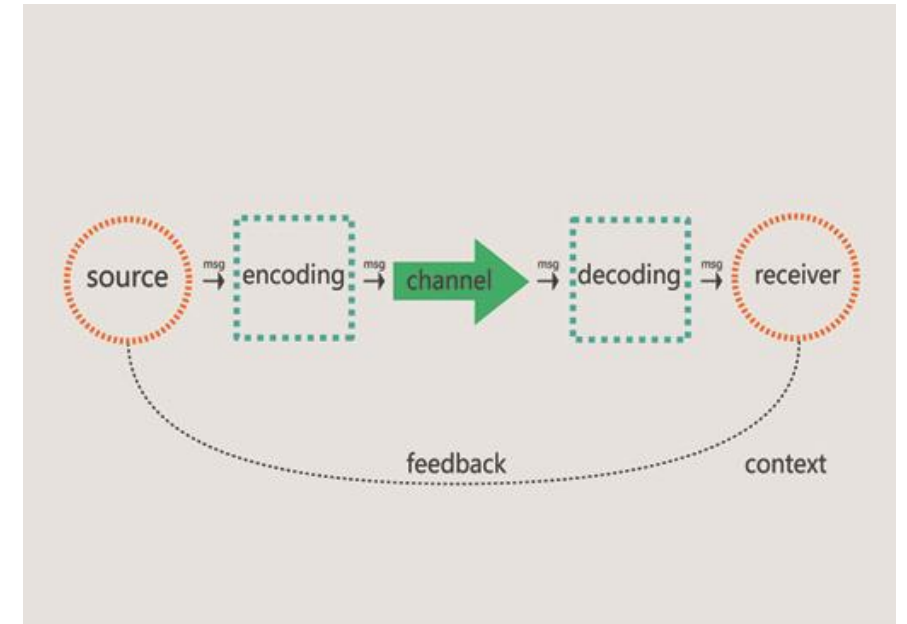 source
msg
encoding
msg
channel
msg
decoding
msg
receiver
feedback
context